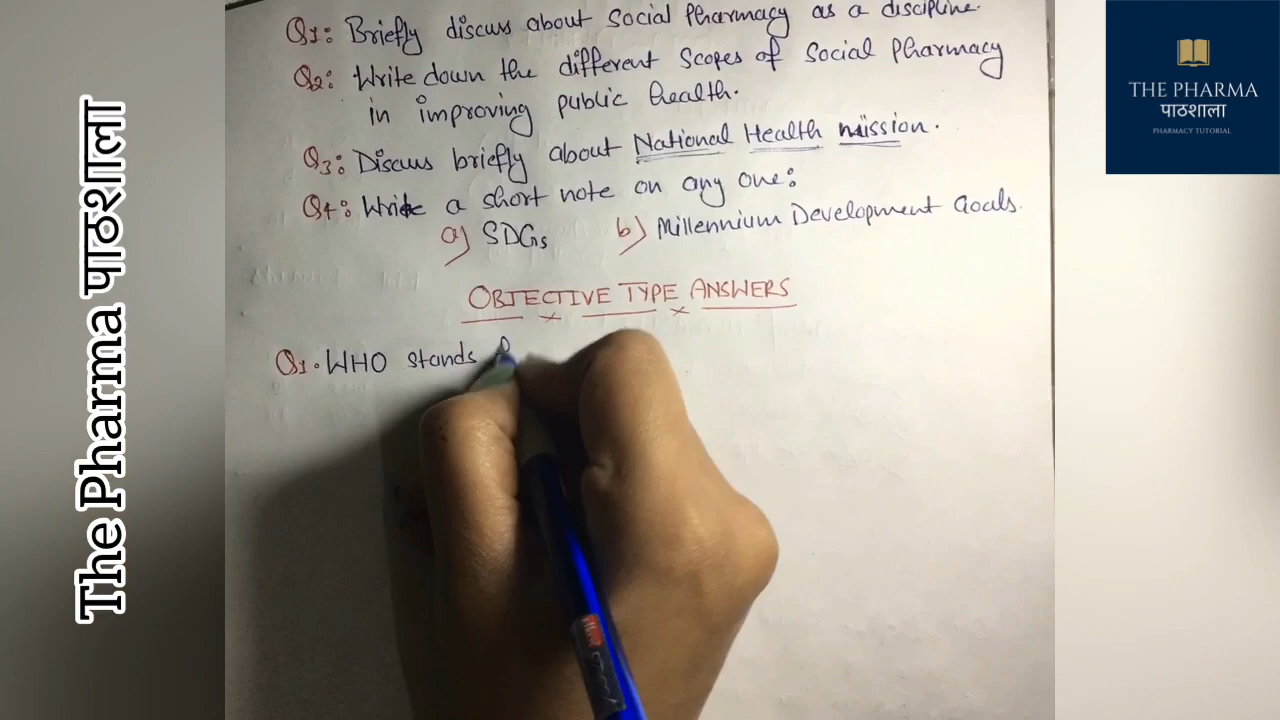 The Pharma पाठशाला
Q1: Briefly discuss about Social Pharmacy as a discipline.
Q2: Write down the different Scopes of Social Pharmacy
in improving public health.
Q3: Discuss briefly about National Health mission.
Q4: Write a short note on any one:
a) SDGs b) Millennium Development Goals.
OBJECTIVE TYPE ANSWERS
Q1. WHO stands
THE PHARMA
पाठशाला
PHARMACY TUTORIAL